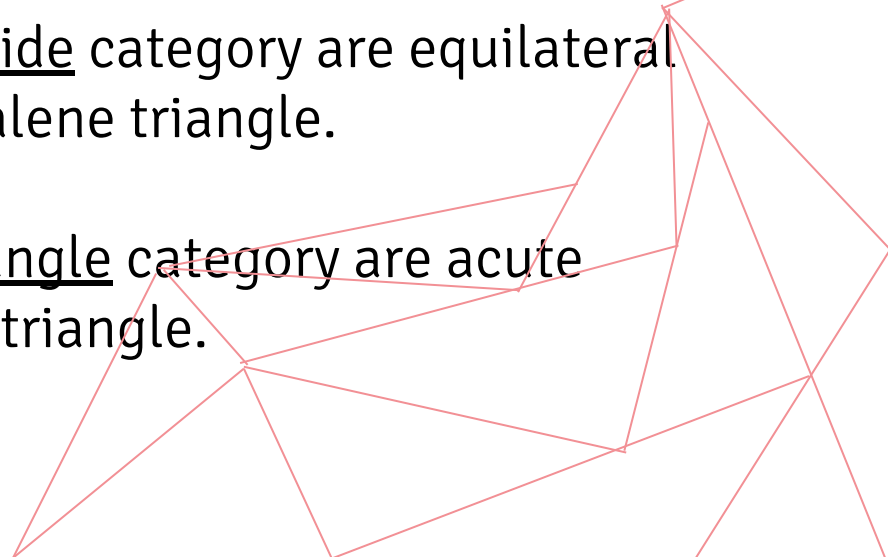 ide category are equilateral
alene triangle.
ngle category are acute
triangle.